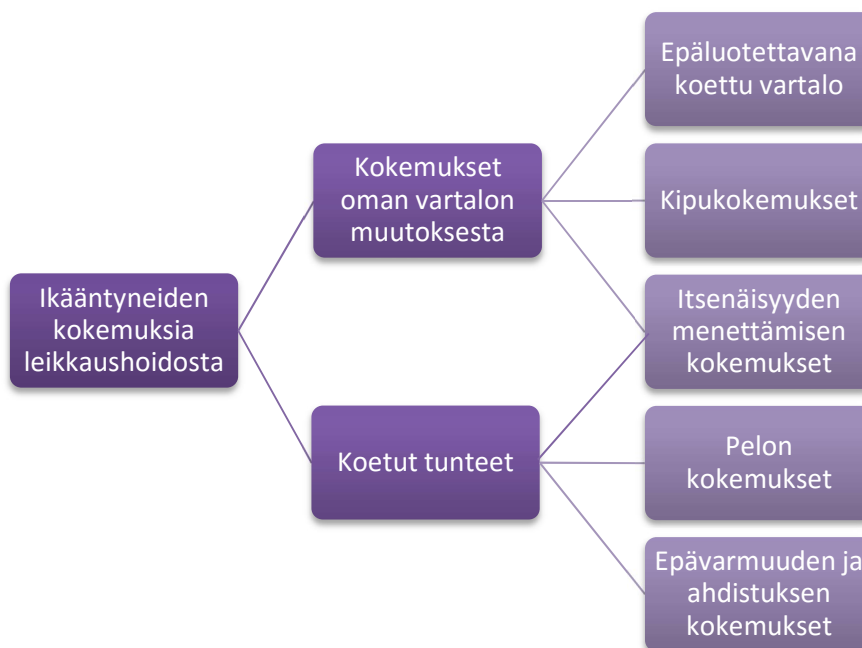 Ikääntyneiden
kokemuksia
leikkaushoidosta
Kokemukset
oman vartalon
muutoksesta
Koetut tunteet
Epäluotettavana
koettu vartalo
Kipukokemukset
Itsenäisyyden
menettämisen
kokemukset
Pelon
kokemukset
Epävarmuuden ja
ahdistuksen
kokemukset